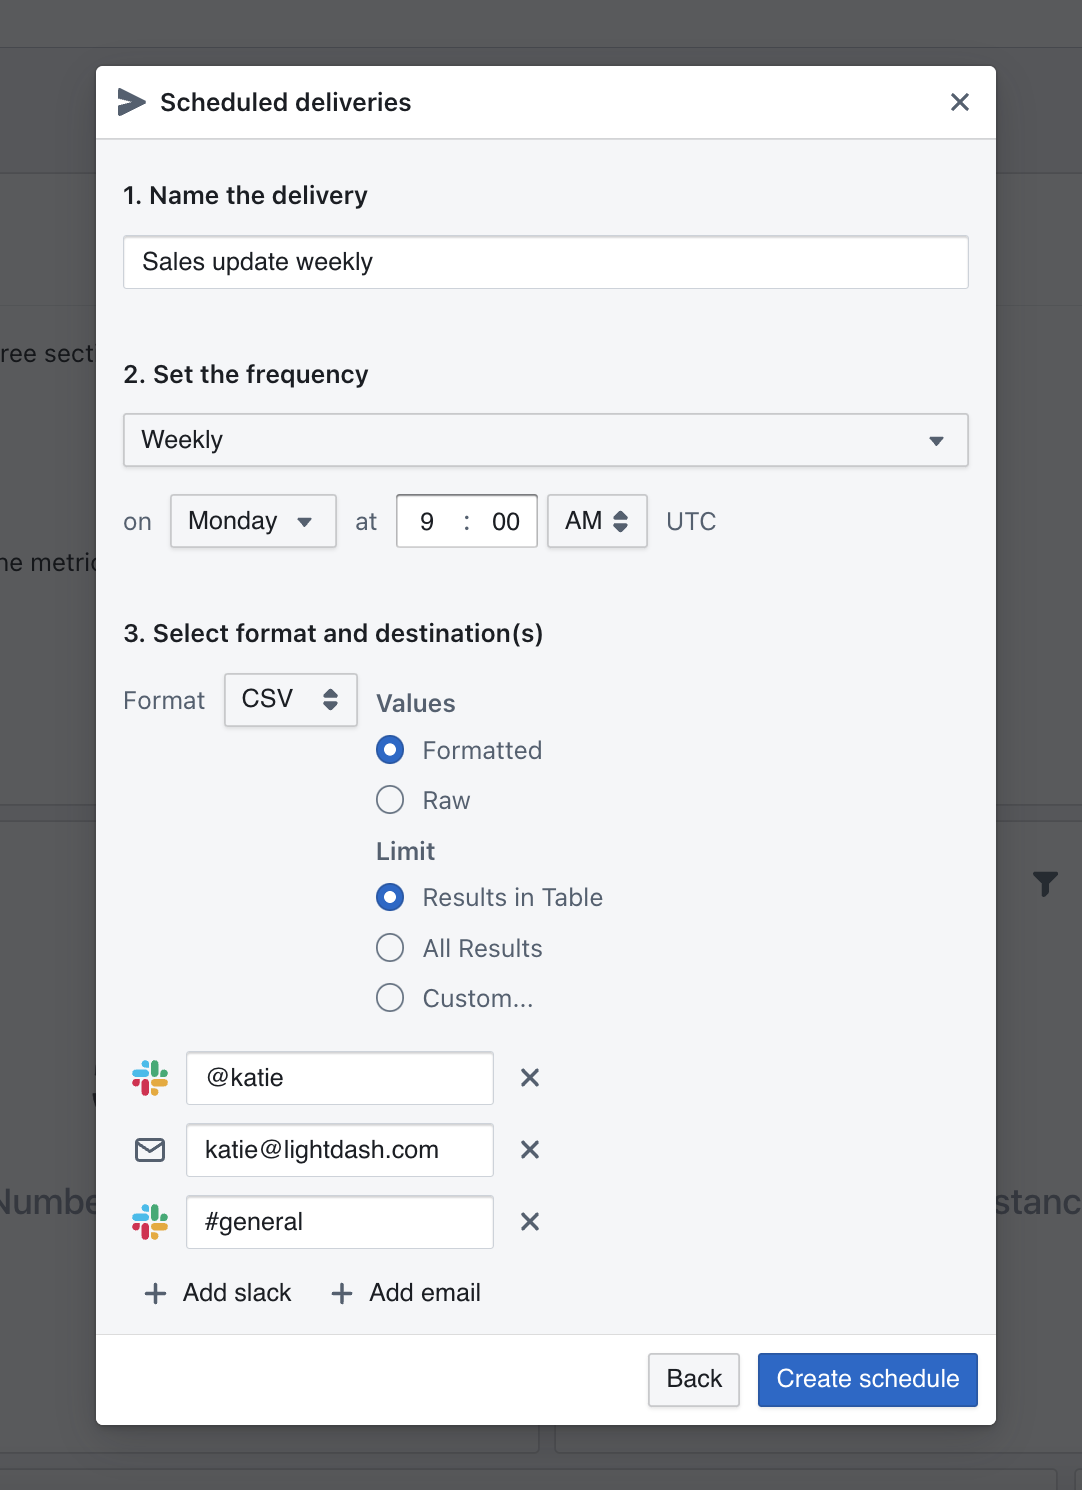 Scheduled deliveries
1. Name the delivery
Sales update weekly
ree secti
2. Set the frequency
Weekly
on Monday at 9 : 00 AM UTC
ne metric
3. Select format and destination(s)
Format CSV Values
Formatted
Raw
Limit
Results in Table
All Results
Custom...
@katie
katie@lightdash.com
Numbe
stanc
#general
Add slack Add email
Back Create schedule